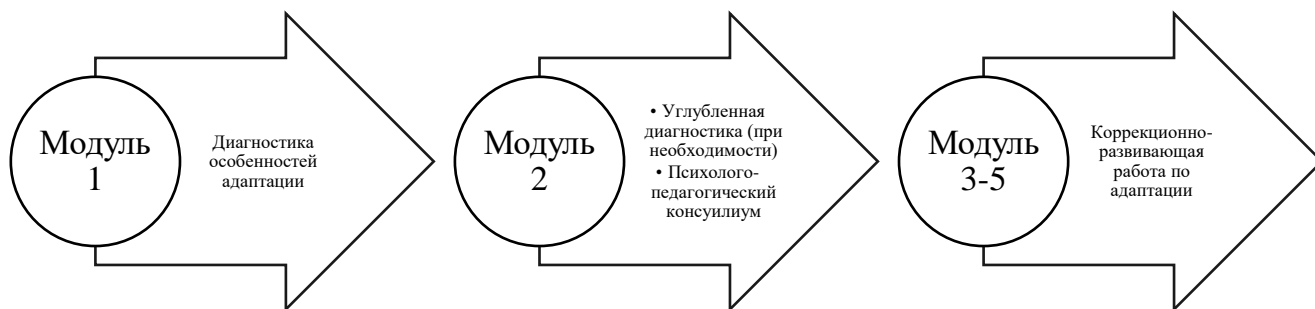 Модуль
1
Диагностика
особенностей
адаптации
Модуль
2
• Углубленная
диагностика (при
необходимости)
• Психолого-
педагогический
консуилиум
Модуль
3-5
Коррекционно-
развивающая
работа по
адаптации